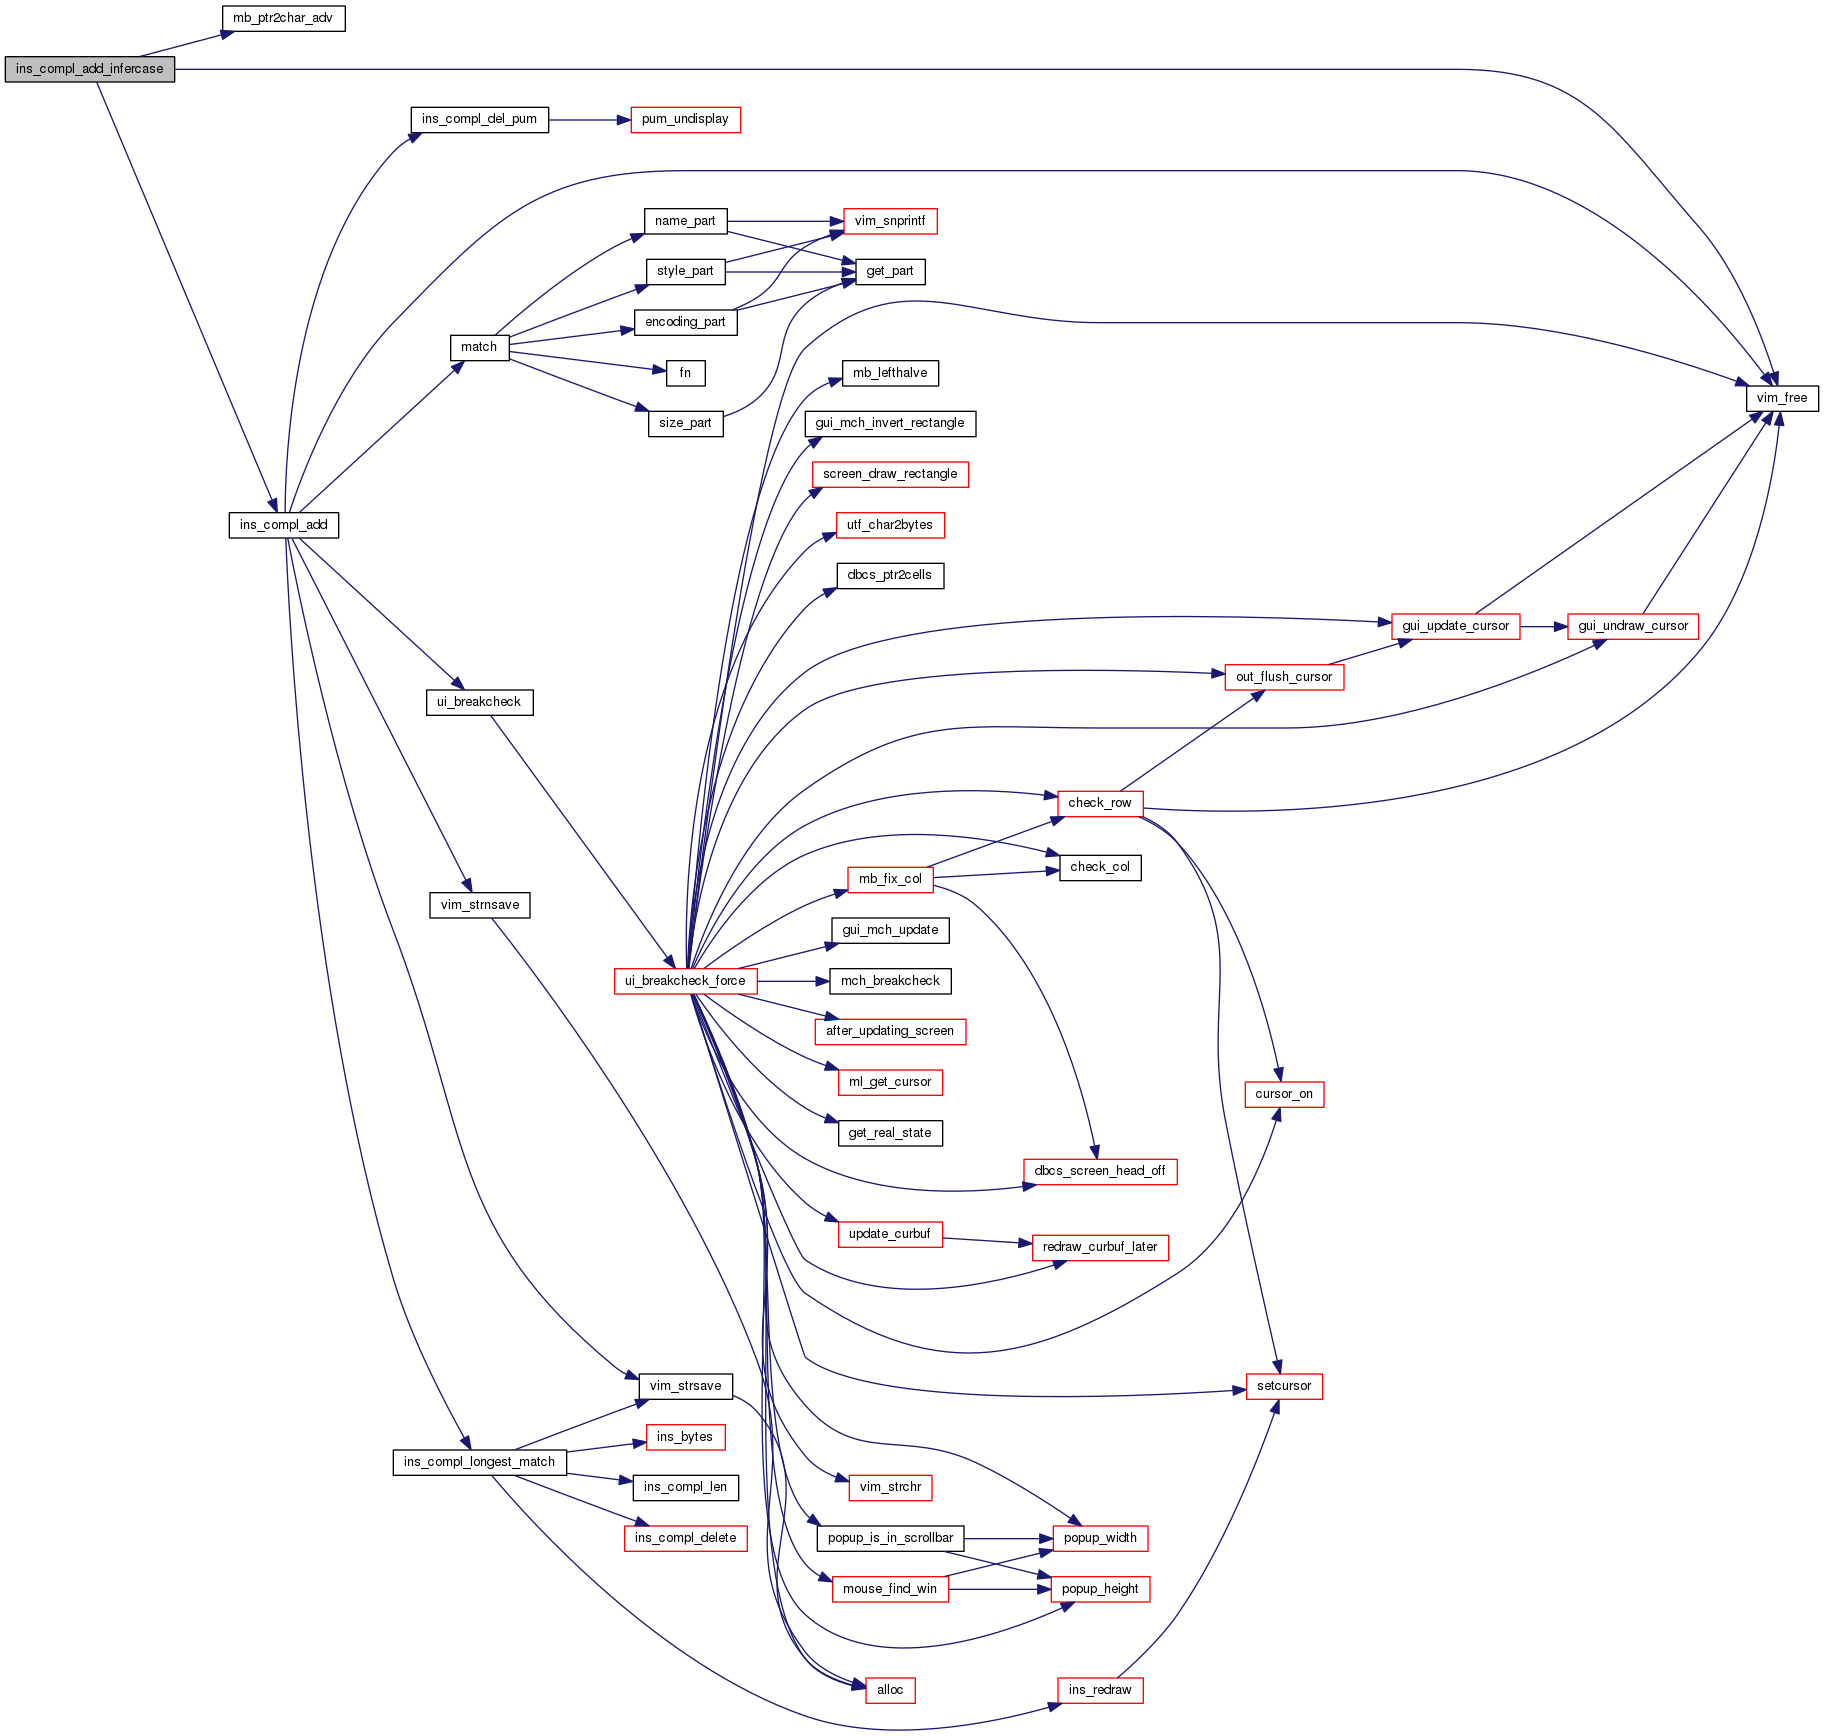 mb_ptr2char_adv
ins_compl_add_infercase
ins_compl_del_pum
pum_undisplay
name_part
vim_snprintf
style_part
get_part
encoding_part
match
fn
mb_lefthalve
vim_free
size_part
gui_mch_invert_rectangle
screen_draw_rectangle
ins_compl_add
utf_char2bytes
dbcs_ptr2cells
gui_update_cursor
gui_undraw_cursor
out_flush_cursor
ui_breakcheck
check_row
check_col
mb_fix_col
vim_strnsave
gui_mch_update
ui_breakcheck_force
mch_breakcheck
after_updating_screen
ml_get_cursor
cursor_on
get_real_state
dbcs_screen_head_off
update_curbuf
redraw_curbuf_later
vim_strsave
setcursor
ins_bytes
ins_compl_longest_match
ins_compl_len
vim_strchr
ins_compl_delete
popup_is_in_scrollbar
popup_width
mouse_find_win
popup_height
alloc
ins_redraw